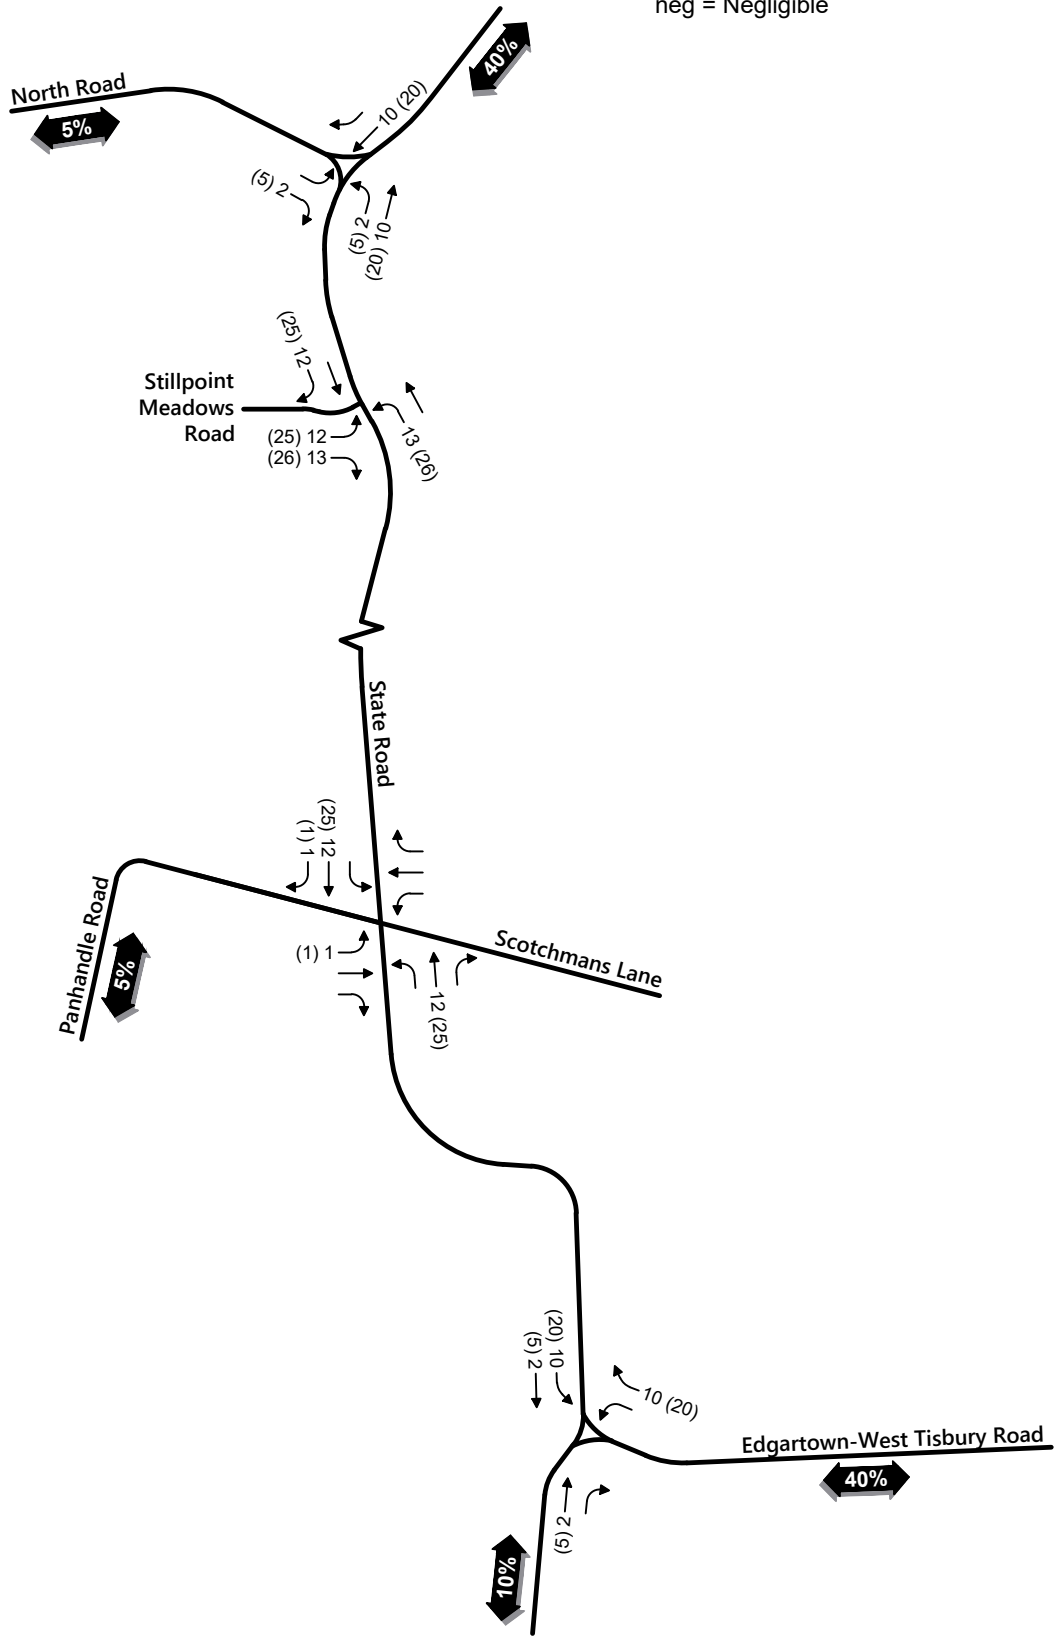 neg = Negligible
40%
North Road
5%
10 (20)
(5) 2
(5) 2
(20) 10
(25) 12
Stillpoint
Meadows
Road
(25) 12
(26) 13
13 (26)
State Road
(25) 12
(1) 1
Panhandle Road
5%
(1) 1
Scotchmans Lane
12 (25)
(20) 10
(5) 2
10 (20)
Edgartown-West Tisbury Road
40%
(5) 2
10%